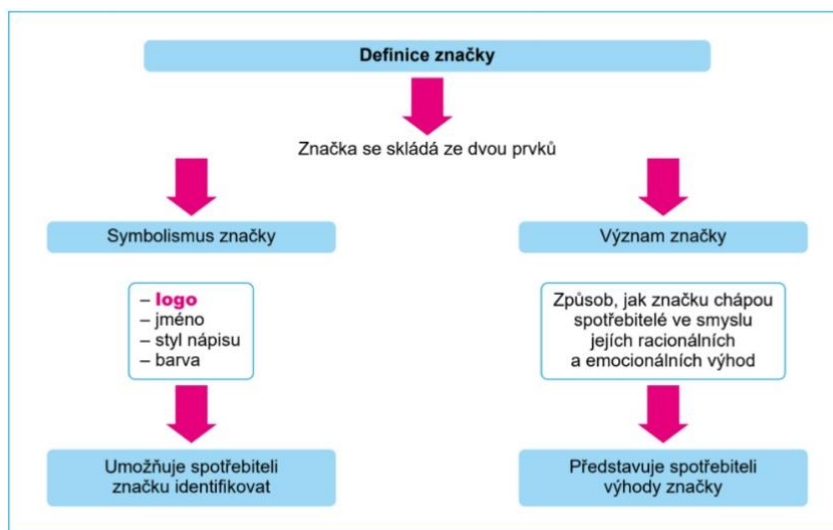 Definice značky
Značka se skládá ze dvou prvků
Symbolismus značky
– logo
– jméno
– styl nápisu
– barva
Umožňuje spotřebiteli
značku identifikovat
Význam značky
Způsob, jak značku chápou
spotřebitelé ve smyslu
jejích racionálních
a emocionálních výhod
Představuje spotřebiteli
výhody značky